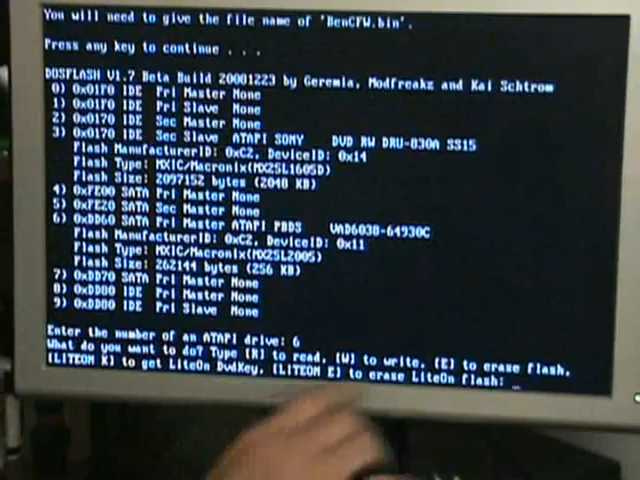 You will need to give the file name of 'BenCFW.bin'.
Press any key to continue . . .
DOSFLASH V1.7 Beta Build 20081223 by Geremia, Modfreakz and Kai Schtrom
0) 0x01F0 IDE Pri Master None
1) 0x01F0 IDE Pri Slave None
2) 0x0170 IDE Sec Master None
3) 0x0170 IDE Sec Slave ATAPI SONY DVD RW DRU-830A SS15
Flash ManufacturerID: 0xC2, DeviceID: 0x14
Flash Type: MXIC/Macronix(MX25L1605D)
Flash Size: 2097152 bytes (2048 KB)
4) 0xFE00 SATA Pri Master None
5) 0xFE20 SATA Sec Master None
6) 0xDD60 SATA Pri Master ATAPI PBDS VAD6038-64930C
Flash ManufacturerID: 0xC2, DeviceID: 0x11
Flash Type: MXIC/Macronix(MX25L2005)
Flash Size: 262144 bytes (256 KB)
7) 0xDD70 SATA Pri Master None
8) 0xDD80 IDE Pri Master None
9) 0xDD80 IDE Pri Slave None
Enter the number of an ATAPI drive: 6
What do you want to do? Type [R] to read, [W] to write, [E] to erase flash,
[LITEON K] to get LiteOn DvdKey, [LITEON E] to erase LiteOn flash: _